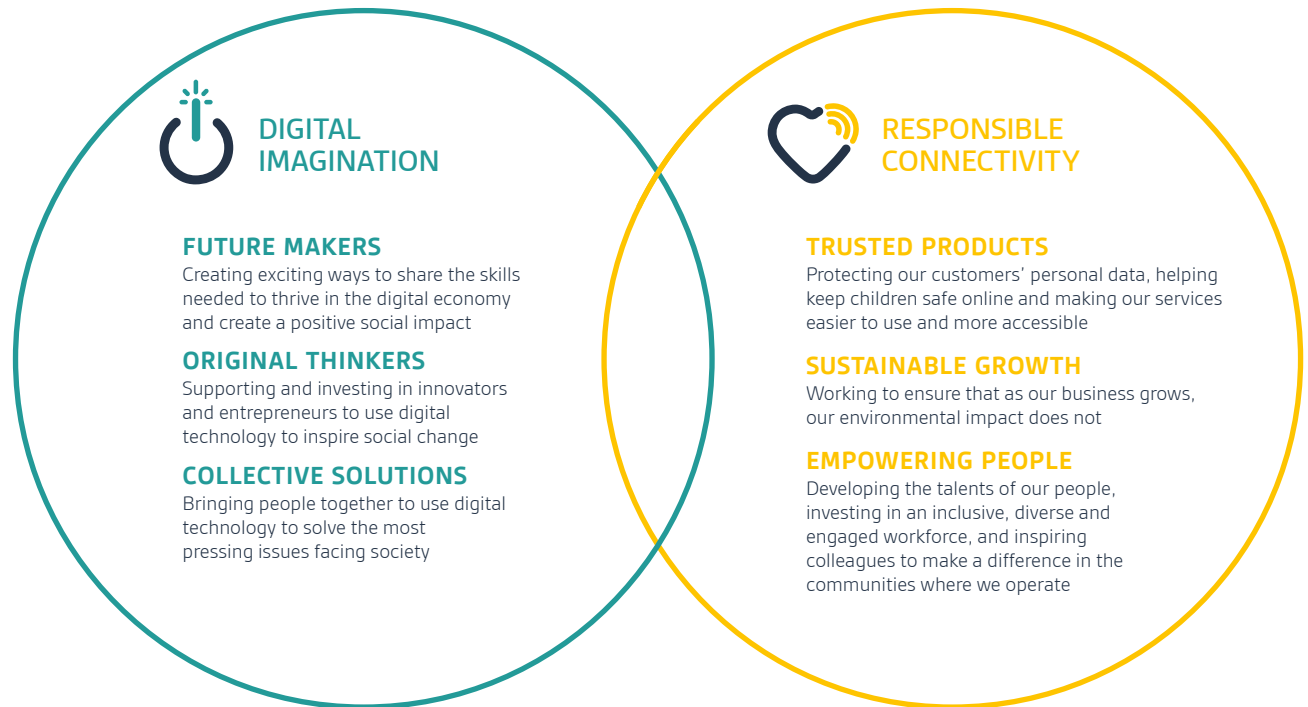 DIGITAL
IMAGINATION
FUTURE MAKERS
Creating exciting ways to share the skills
needed to thrive in the digital economy
and create a positive social impact
ORIGINAL THINKERS
Supporting and investing in innovators
and entrepreneurs to use digital
technology to inspire social change
COLLECTIVE SOLUTIONS
Bringing people together to use digital
technology to solve the most
pressing issues facing society
RESPONSIBLE
CONNECTIVITY
TRUSTED PRODUCTS
Protecting our customers’ personal data, helping
keep children safe online and making our services
easier to use and more accessible
SUSTAINABLE GROWTH
Working to ensure that as our business grows,
our environmental impact does not
EMPOWERING PEOPLE
Developing the talents of our people,
investing in an inclusive, diverse and
engaged workforce, and inspiring
colleagues to make a difference in the
communities where we operate